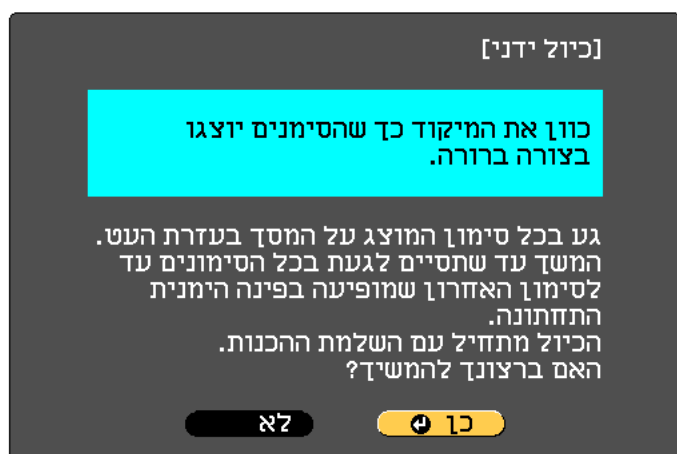 [כיול ידני]
כוון את המיקוד כך שהסימנים יוצגו
בצורה ברורה.
גע בכל סימון המוצג על המסך בעזרת העט.
המשך עד שתסיים לגעת בכל הסימונים עד
לסימון האחרון שמופיעה בפינה הימנית
התחתונה.
הכיול מתחיל עם השלמת ההכנות.
האם ברצונך להמשיך?
כן לא